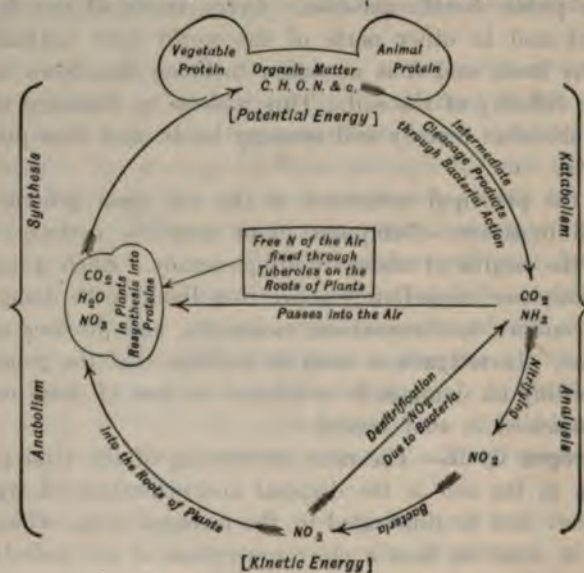 Vegetable
Protein
Animal
Protein
Organic Matter
C. H. O. N. & c.
[Potential Energy]
Intermediate
Cleavage Products
through Bacterial Action
Synthesis
Katabolism
Free N of the Air
fixed through
Tubercles on the
Roots of Plants
CO2
H2O
NO3
In Plants
Resynthesis into
Proteins
Passes into the Air
CO2
NH3
Nitrifying
Denitrification
NO2
Due to Bacteria
Anabolism
Analysis
NO2
Into the Roots of Plants
Bacteria
NO3
[Kinetic Energy]